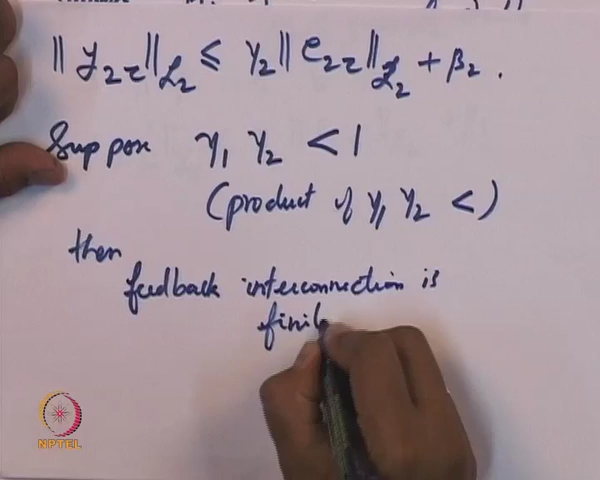 ‖ y₂τ ‖ℒ₂ ≤ γ₂ ‖ e₂τ ‖ℒ₂ + β₂ .
Suppose γ₁ γ₂ < 1
(product of γ₁ γ₂ < )
then
feedback interconnection is
finit
NPTEL